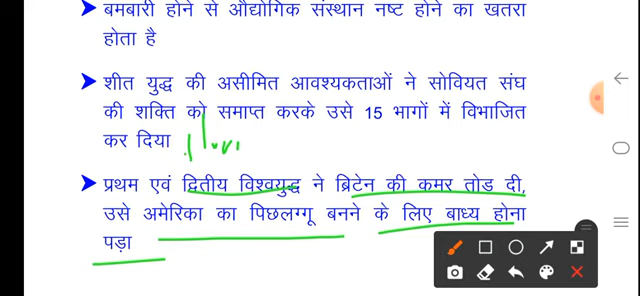 बमबारी होने से औद्योगिक संस्थान नष्ट होने का खतरा
होता है
शीत युद्ध की असीमित आवश्यकताओं ने सोवियत संघ
की शक्ति को समाप्त करके उसे 15 भागों में विभाजित
कर दिया
प्रथम एवं द्वितीय विश्वयुद्ध ने ब्रिटेन की कमर तोड दी,
उसे अमेरिका का पिछलग्गू बनने के लिए बाध्य होना
पड़ा